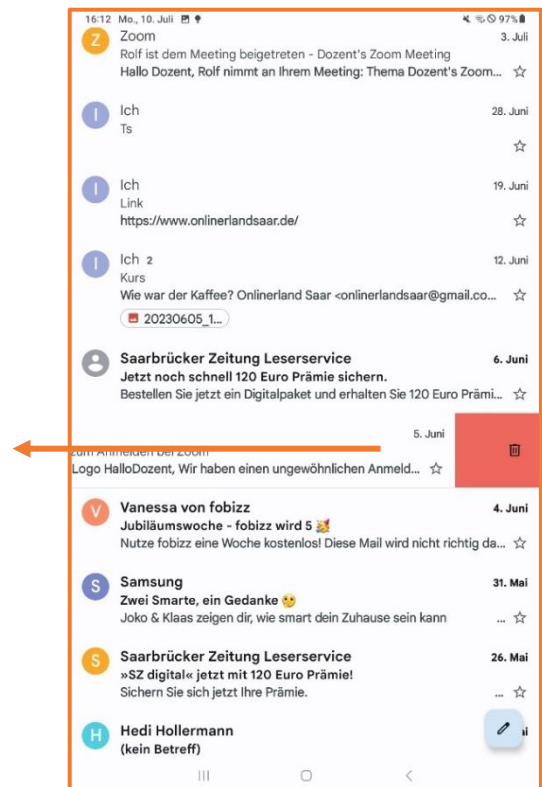 16:12 Mo., 10. Juli 97%
Z Zoom 3. Juli
Rolf ist dem Meeting beigetreten - Dozent's Zoom Meeting
Hallo Dozent, Rolf nimmt an Ihrem Meeting: Thema Dozent's Zoom...
I Ich 28. Juni
Ts
I Ich 19. Juni
Link
https://www.onlinerlandsaar.de/
I Ich 2 12. Juni
Kurs
Wie war der Kaffee? Onlinerland Saar <onlinerlandsaar@gmail.co...
20230605_1...
Saarbrücker Zeitung Leserservice 6. Juni
Jetzt noch schnell 120 Euro Prämie sichern.
Bestellen Sie jetzt ein Digitalpaket und erhalten Sie 120 Euro Prämi...
5. Juni
zum Anmelden bei Zoom
Logo HalloDozent, Wir haben einen ungewöhnlichen Anmeld...
V Vanessa von fobizz 4. Juni
Jubiläumswoche - fobizz wird 5 🥳
Nutze fobizz eine Woche kostenlos! Diese Mail wird nicht richtig da...
S Samsung 31. Mai
Zwei Smarte, ein Gedanke 🤔
Joko & Klaas zeigen dir, wie smart dein Zuhause sein kann ...
S Saarbrücker Zeitung Leserservice 26. Mai
»SZ digital« jetzt mit 120 Euro Prämie!
Sichern Sie sich jetzt Ihre Prämie. ...
H Hedi Hollermann
(kein Betreff)